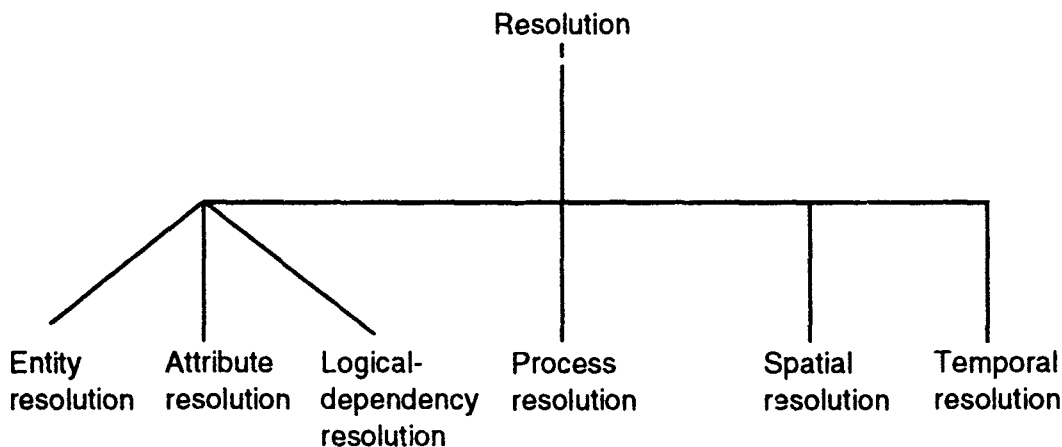 Resolution
Entity
resolution
Attribute
resolution
Logical-
dependency
resolution
Process
resolution
Spatial
resolution
Temporal
resolution